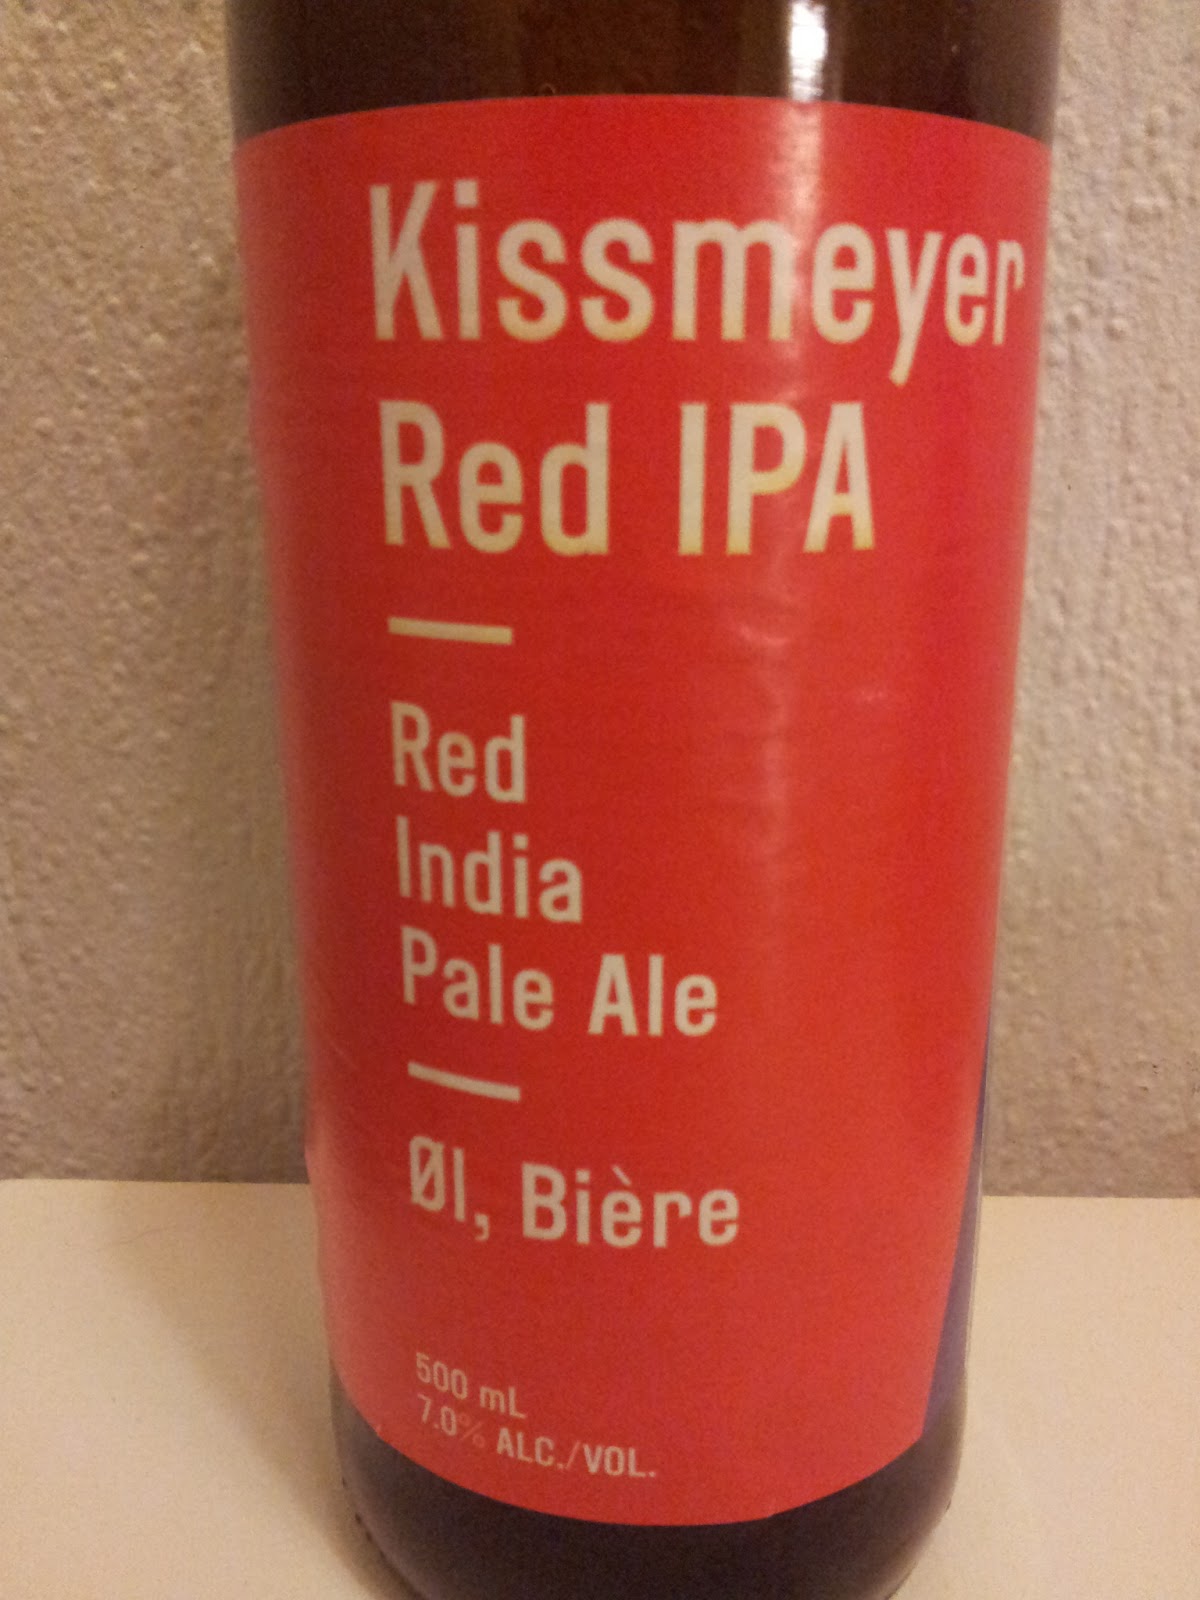 Kissmeyer
Red IPA
Red
India
Pale Ale
Øl, Bière
500 mL
7.0% ALC./VOL.